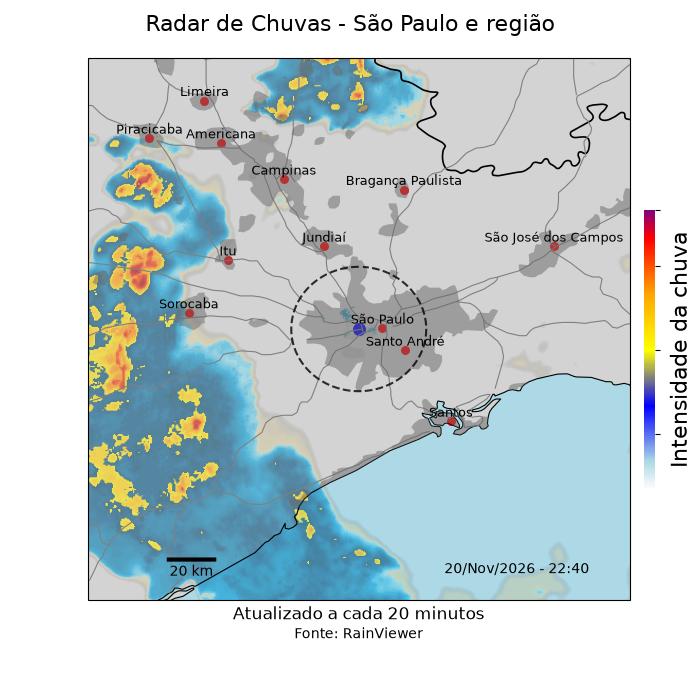 Radar de Chuvas - São Paulo e região
Limeira
Piracicaba
Americana
Campinas
Bragança Paulista
Jundiaí
São José dos Campos
Itu
Sorocaba
São Paulo
Santo André
Santos
Intensidade da chuva
20 km
20/Nov/2026 - 22:40
Atualizado a cada 20 minutos
Fonte: RainViewer